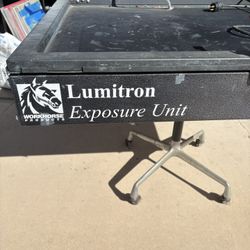 Lumitron
Exposure Unit
WORKHORSE
PRODUCTS